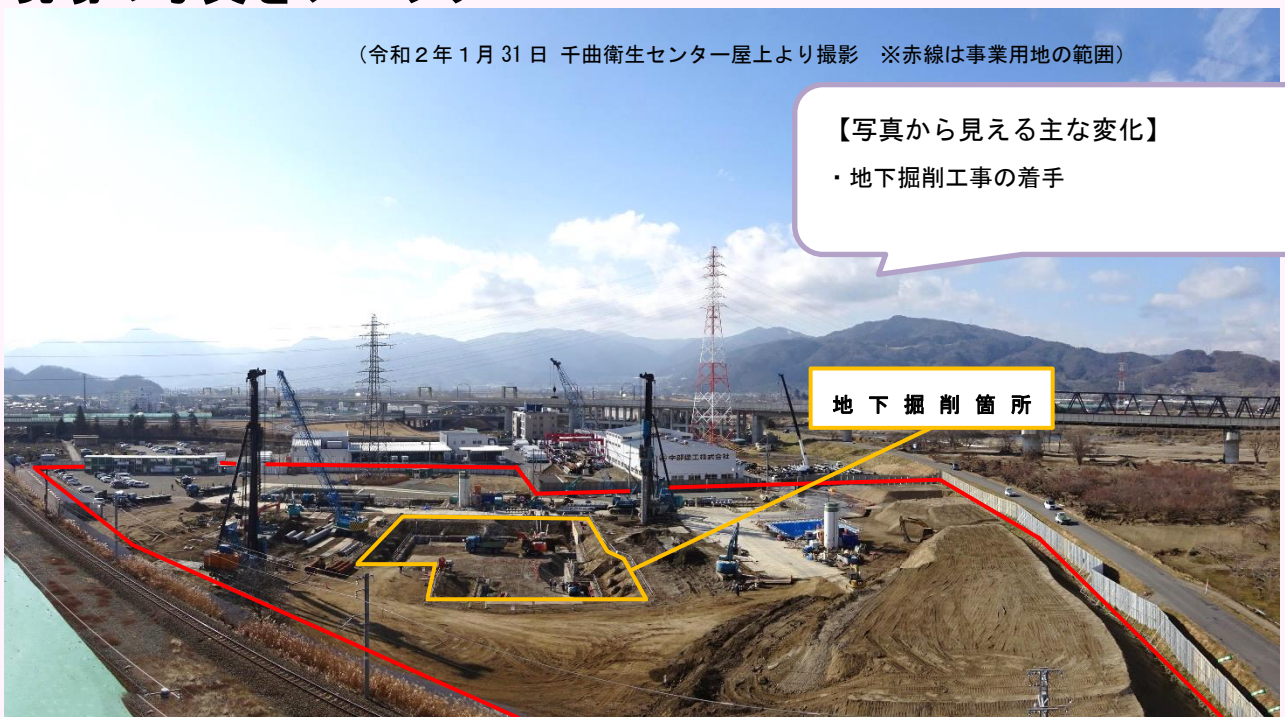 （令和２年１月 31 日 千曲衛生センター屋上より撮影　※赤線は事業用地の範囲）
【写真から見える主な変化】
・地下掘削工事の着手
地下掘削箇所
中部建工株式会社